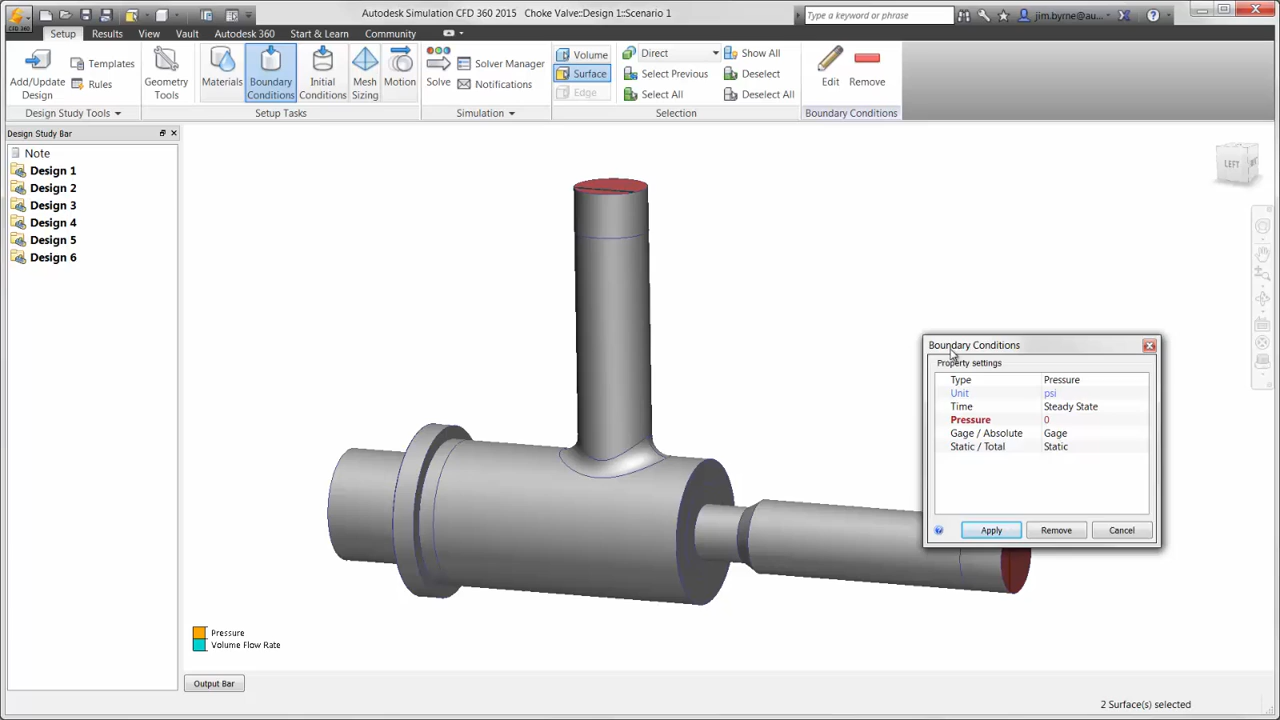 Autodesk Simulation CFD 360 2015 Choke Valve::Design 1::Scenario 1
Type a keyword or phrase
jim.byrne@au...
CFD 360
Setup Results View Vault Autodesk 360 Start & Learn Community
Add/Update Design
Templates
Rules
Geometry Tools
Materials
Boundary Conditions
Initial Conditions
Mesh Sizing
Motion
Solve
Solver Manager
Notifications
Volume
Surface
Edge
Direct
Select Previous
Select All
Show All
Deselect
Deselect All
Edit
Remove
Design Study Tools
Setup Tasks
Simulation
Selection
Boundary Conditions
Design Study Bar
Note
Design 1
Design 2
Design 3
Design 4
Design 5
Design 6
LEFT
Boundary Conditions
Property settings
Type Pressure
Unit psi
Time Steady State
Pressure 0
Gage / Absolute Gage
Static / Total Static
Apply Remove Cancel
Pressure
Volume Flow Rate
Output Bar
2 Surface(s) selected